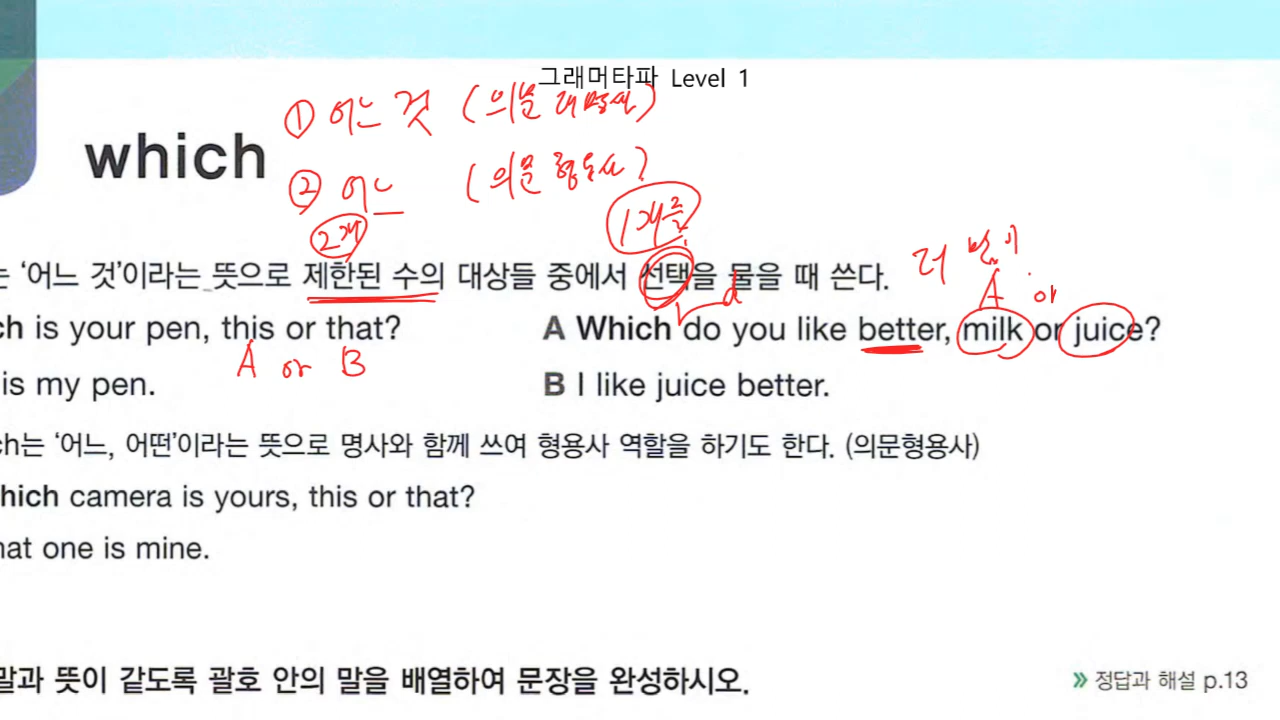 그래머타파 Level 1
① 어느 것 (의문 대명사)
which
② 어느 (의문 형용사)
2개
1개를
는 '어느 것'이라는 뜻으로 제한된 수의 대상들 중에서 선택을 물을 때 쓴다.
더 많이
A or
ch is your pen, this or that?
A Which do you like better, milk or juice?
A or B
is my pen.
B I like juice better.
ch는 '어느, 어떤'이라는 뜻으로 명사와 함께 쓰여 형용사 역할을 하기도 한다. (의문형용사)
hich camera is yours, this or that?
hat one is mine.
말과 뜻이 같도록 괄호 안의 말을 배열하여 문장을 완성하시오.
» 정답과 해설 p.13